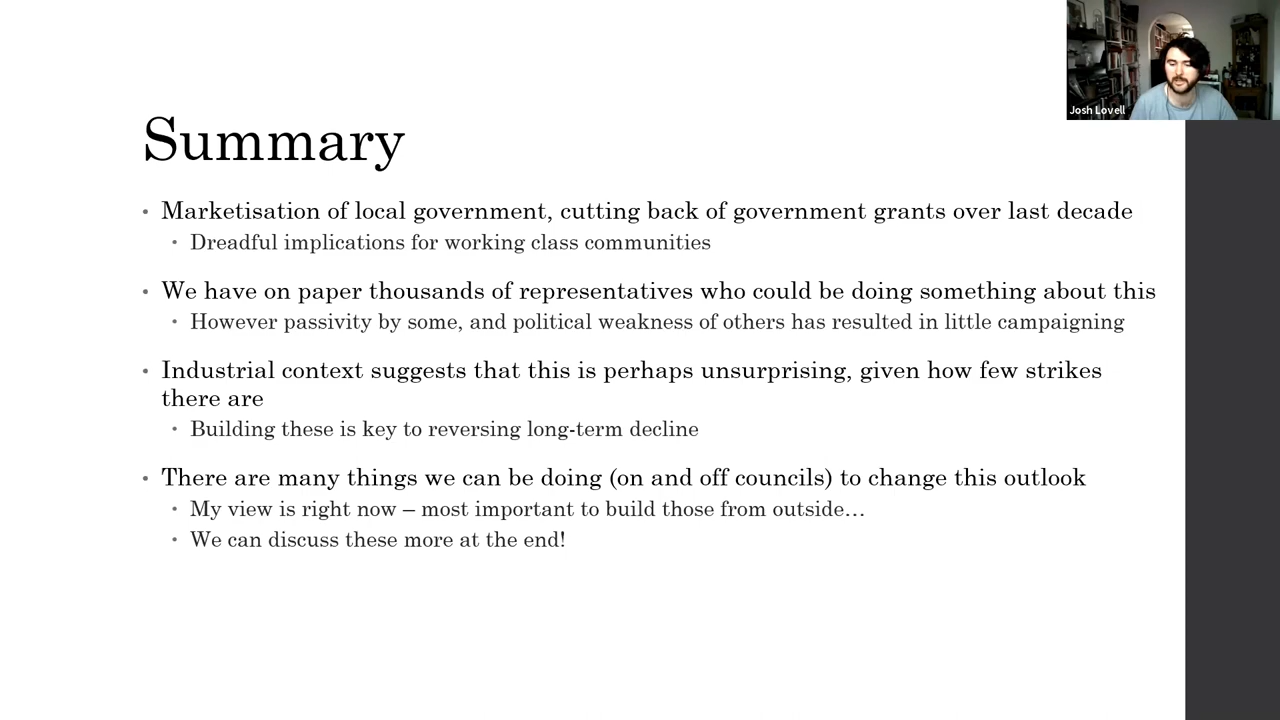 Josh Lovell
Summary
• Marketisation of local government, cutting back of government grants over last decade
• Dreadful implications for working class communities
• We have on paper thousands of representatives who could be doing something about this
• However passivity by some, and political weakness of others has resulted in little campaigning
• Industrial context suggests that this is perhaps unsurprising, given how few strikes
there are
• Building these is key to reversing long-term decline
• There are many things we can be doing (on and off councils) to change this outlook
• My view is right now – most important to build those from outside…
• We can discuss these more at the end!